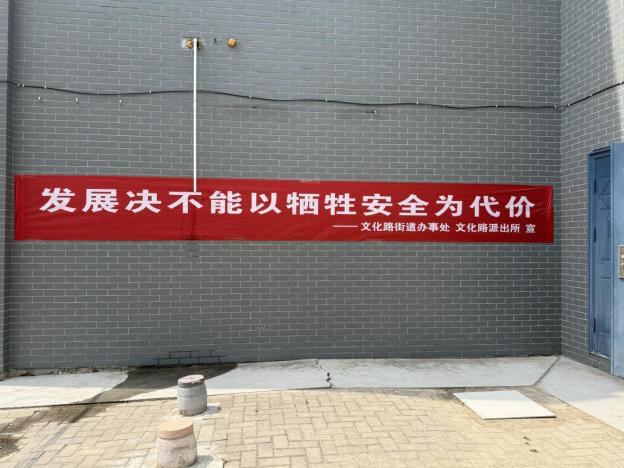 发展决不能以牺牲安全为代价
——文化路街道办事处 文化路派出所 宣